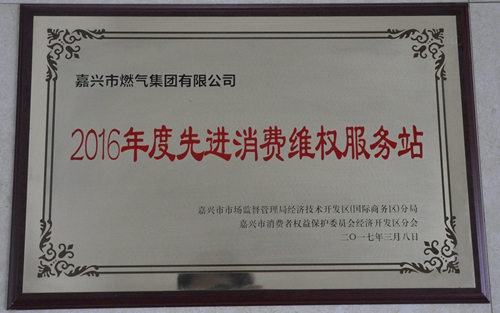 嘉兴市燃气集团有限公司
2016年度先进消费维权服务站
嘉兴市市场监督管理局经济技术开发区(国际商务区)分局
嘉兴市消费者权益保护委员会经济开发区分会
二〇一七年三月八日